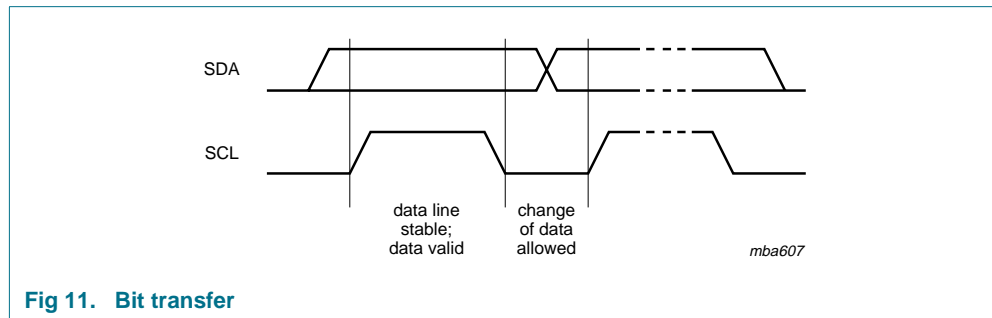 SDA
SCL
data line
stable;
data valid
change
of data
allowed
mba607
Fig 11. Bit transfer